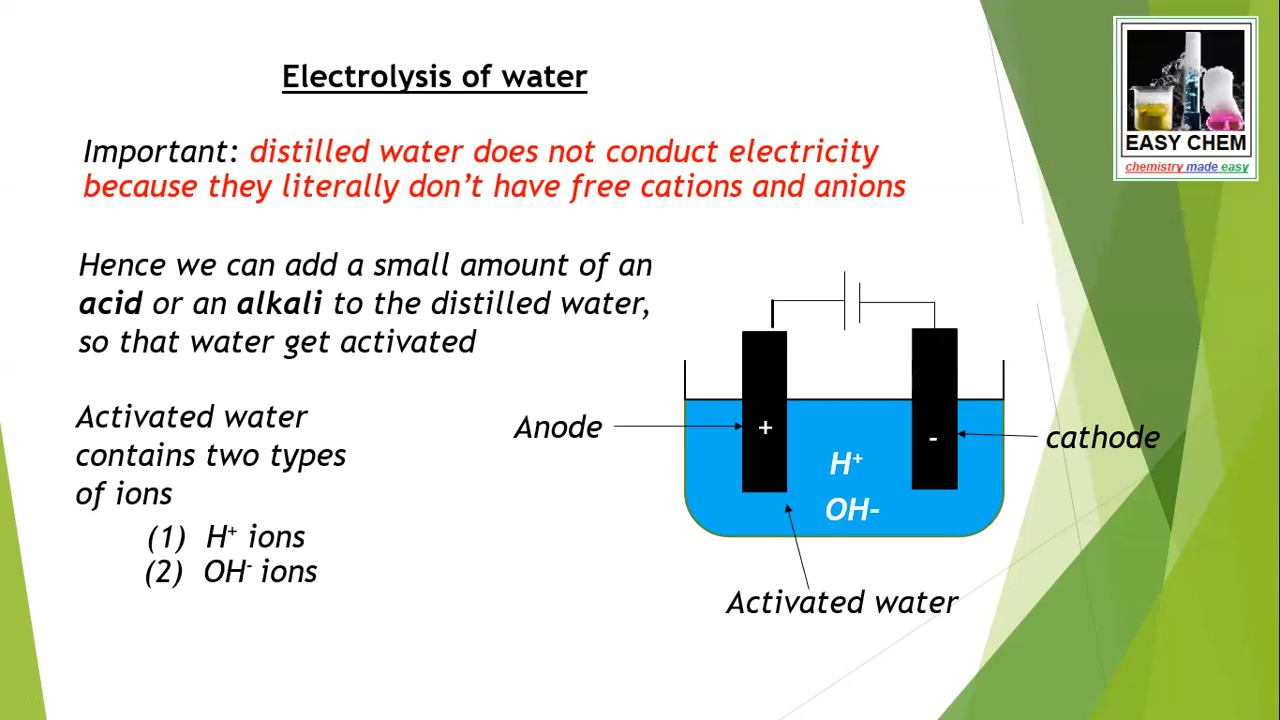 Electrolysis of water
EASY CHEM
chemistry made easy
Important: distilled water does not conduct electricity
because they literally don’t have free cations and anions
Hence we can add a small amount of an
acid or an alkali to the distilled water,
so that water get activated
Activated water
contains two types
of ions
(1) H⁺ ions
(2) OH⁻ ions
Anode
+
-
cathode
H⁺
OH-
Activated water